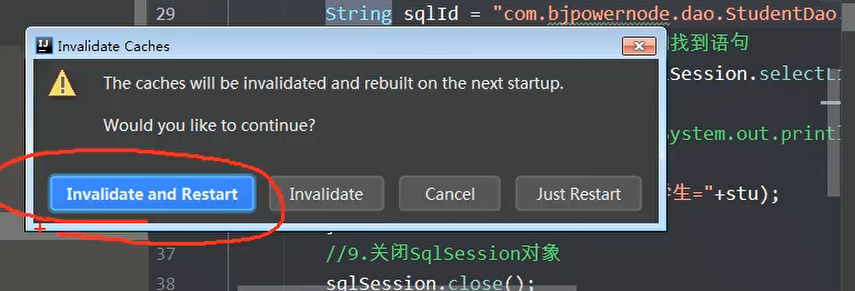 29 String sqlId = "com.bjpowernode.dao.StudentDao.
IJ Invalidate Caches
找到语句
The caches will be invalidated and rebuilt on the next startup.
Session.selectLi
Would you like to continue?
ystem.out.printl
Invalidate and Restart Invalidate Cancel Just Restart
学生="+stu);
37 //9.关闭SqlSession对象
38 sqlSession.close();